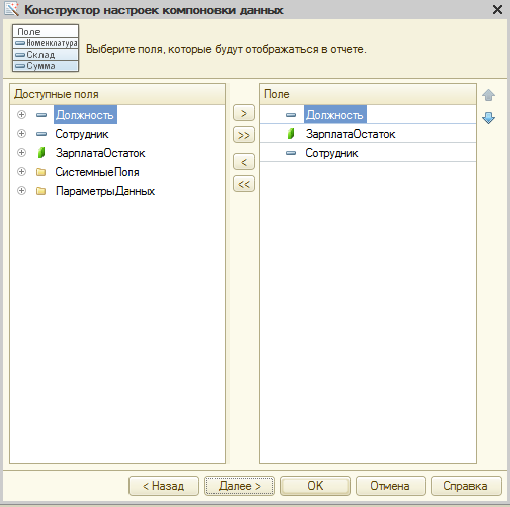 Конструктор настроек компоновки данных
Поле
Номенклатура
Склад
Сумма
Выберите поля, которые будут отображаться в отчете.
Доступные поля
Должность
Сотрудник
ЗарплатаОстаток
СистемныеПоля
ПараметрыДанных
>
>>
<
<<
Поле
Должность
ЗарплатаОстаток
Сотрудник
< Назад
Далее >
OK
Отмена
Справка